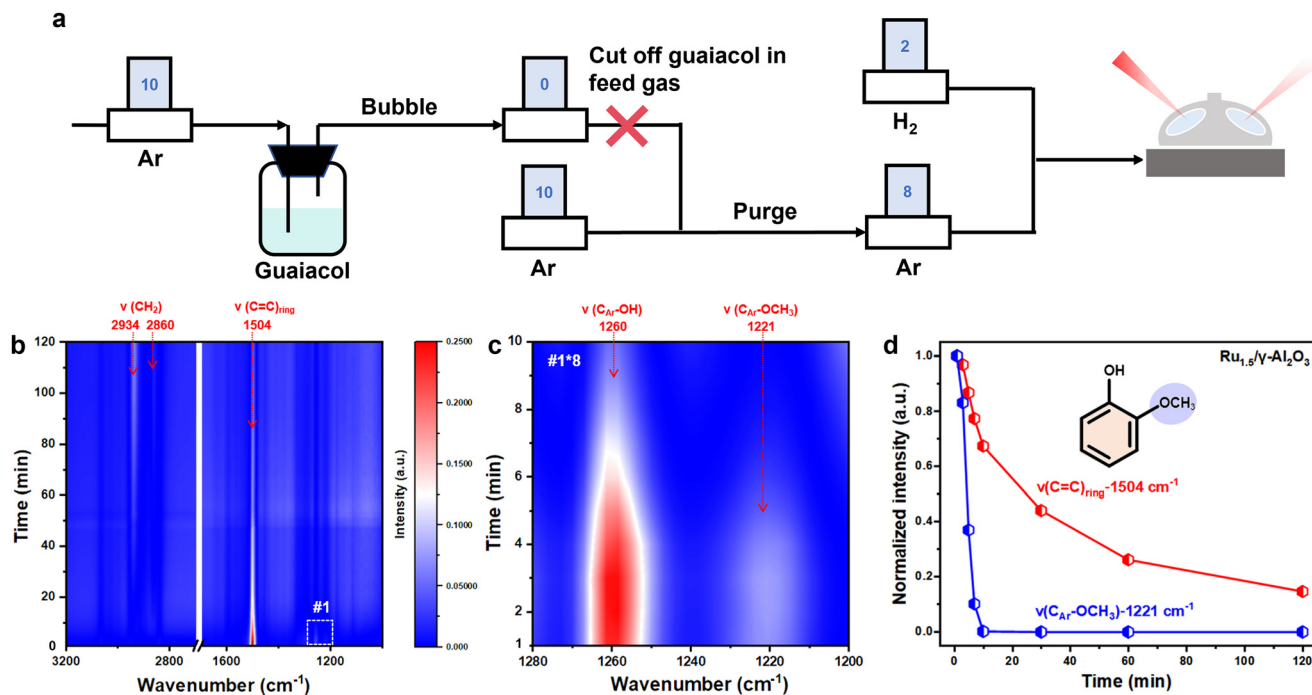 a
10
Ar
Guaiacol
Bubble
0
Cut off guaiacol in
feed gas
10
Ar
Purge
2
H₂
8
Ar
b
ν (CH₂)
2934 2860
ν (C=C)ring
1504
120
100
80
60
40
20
0
Time (min)
#1
3200 2800 1600 1200
Wavenumber (cm⁻¹)
0.2500
0.2000
0.1500
0.1000
0.05000
0.000
Intensity (a.u.)
c
ν (C_Ar-OH)
1260
ν (C_Ar-OCH₃)
1221
#1*8
10
8
6
4
2
1
Time (min)
1280 1260 1240 1220 1200
Wavenumber (cm⁻¹)
d
Ru₁.₅/γ-Al₂O₃
OH
OCH₃
ν(C=C)ring-1504 cm⁻¹
ν(C_Ar-OCH₃)-1221 cm⁻¹
1.0
0.8
0.6
0.4
0.2
0.0
Normalized intensity (a.u.)
0 20 40 60 80 100 120
Time (min)